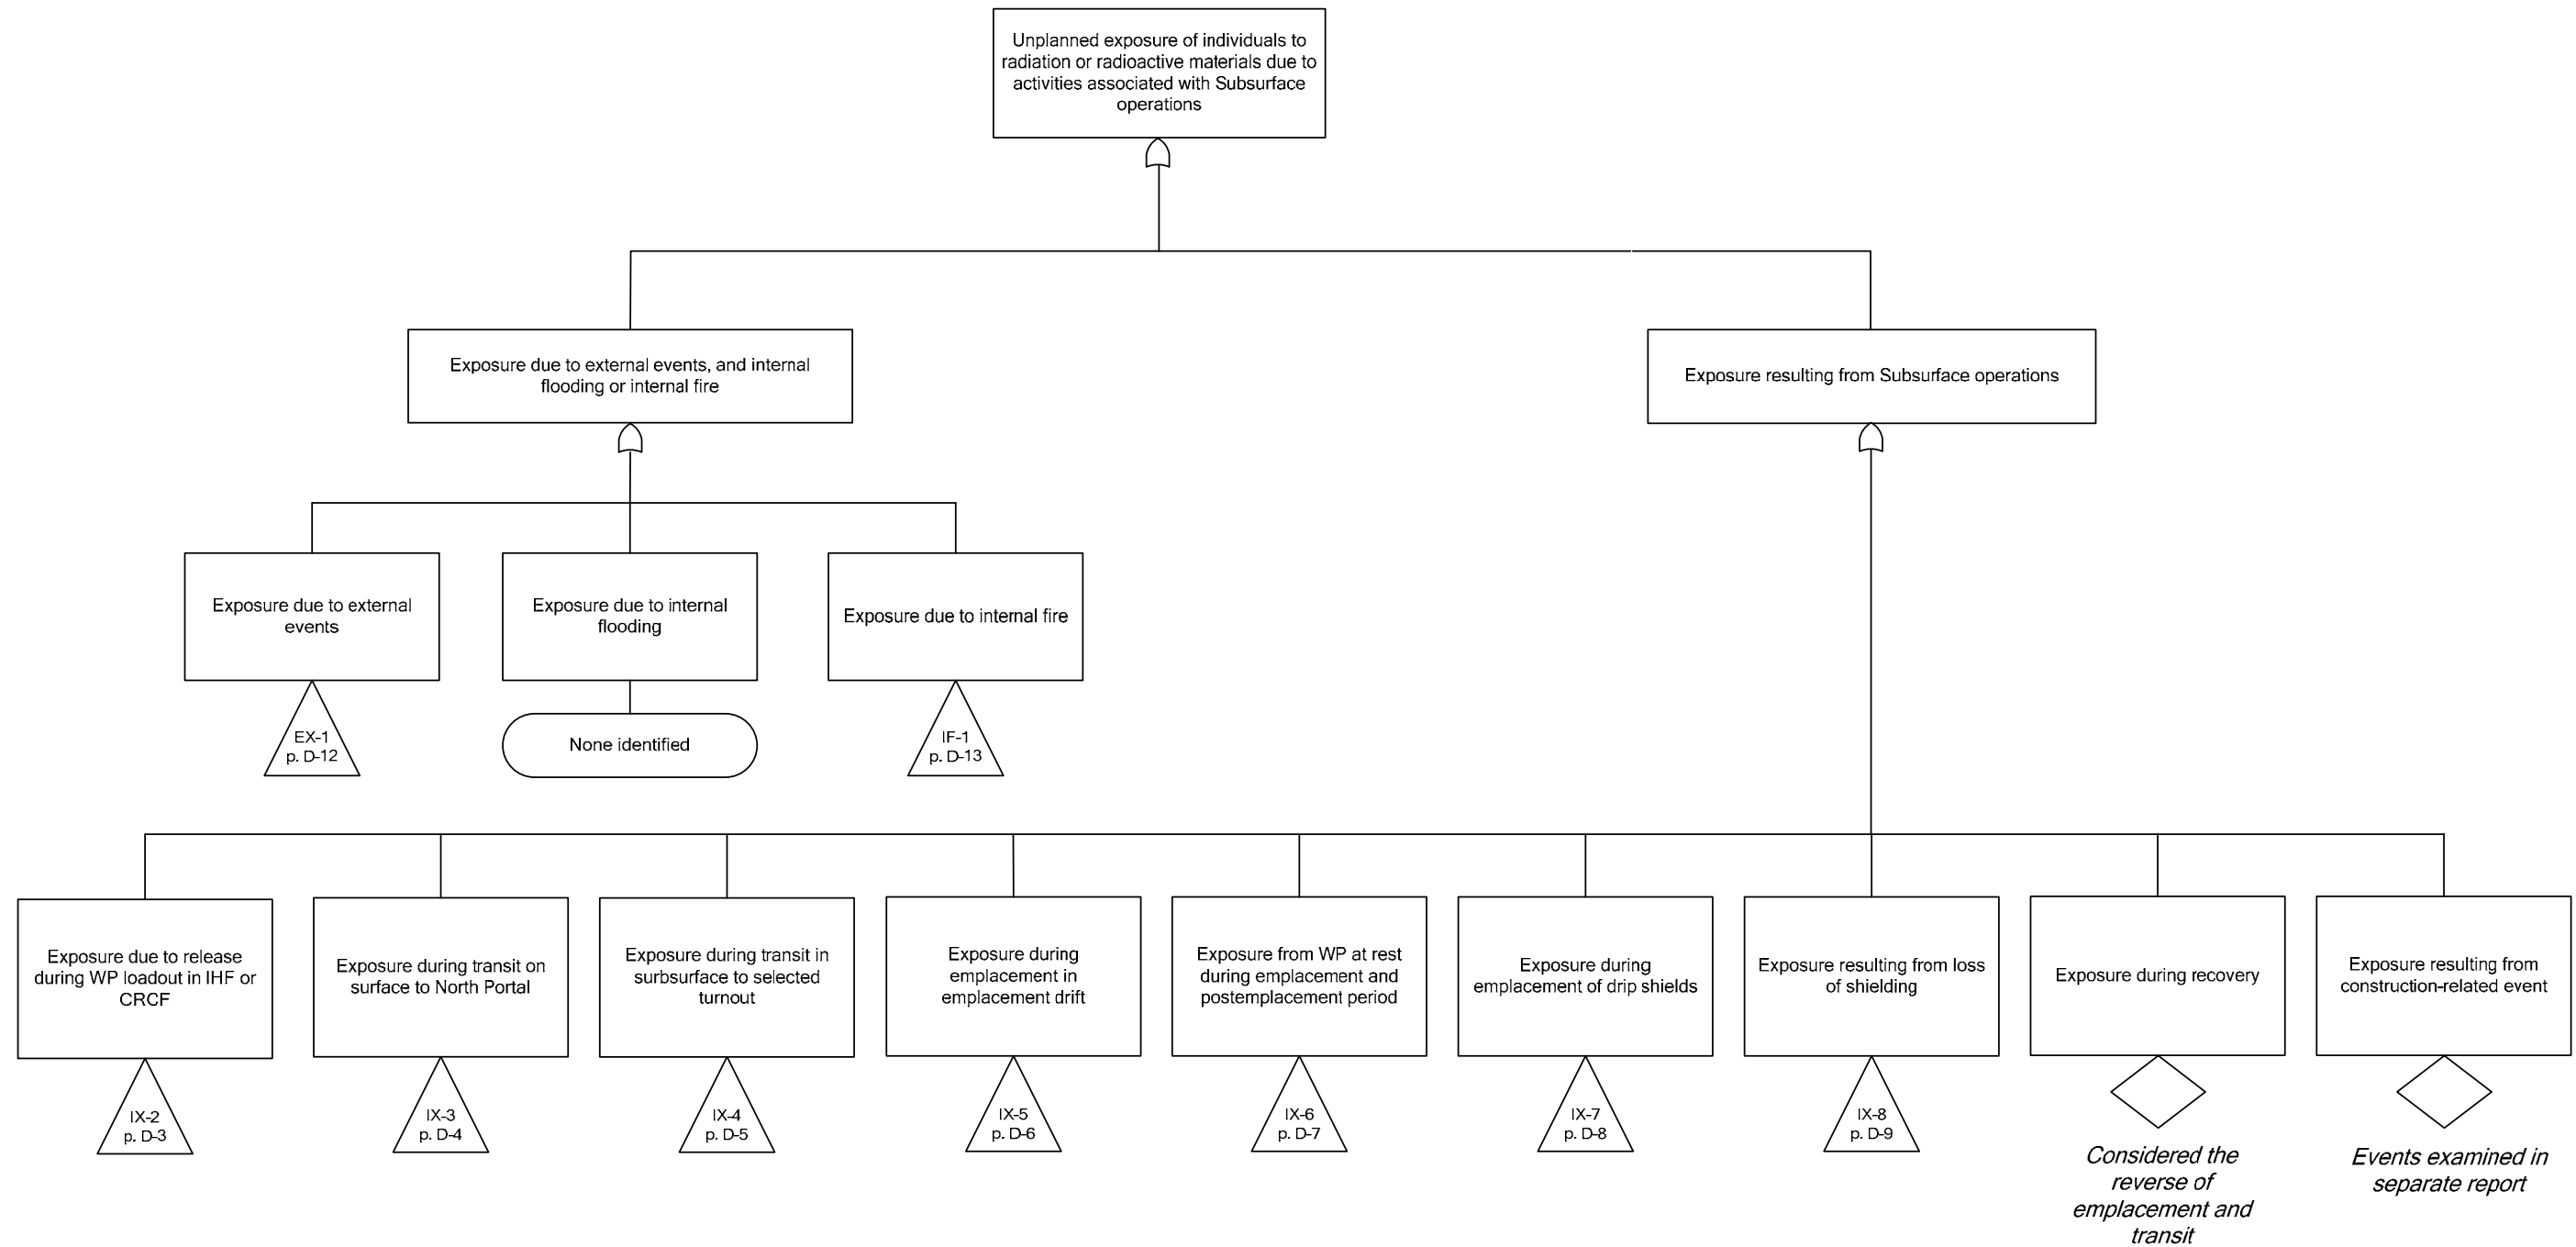 Unplanned exposure of individuals to
radiation or radioactive materials due to
activities associated with Subsurface
operations
Exposure due to external events, and internal
flooding or internal fire
Exposure resulting from Subsurface operations
Exposure due to external
events
Exposure due to internal
flooding
Exposure due to internal fire
EX-1
p. D-12
None identified
IF-1
p. D-13
Exposure due to release
during WP loadout in IHF or
CRCF
Exposure during transit on
surface to North Portal
Exposure during transit in
surbsurface to selected
turnout
Exposure during
emplacement in
emplacement drift
Exposure from WP at rest
during emplacement and
postemplacement period
Exposure during
emplacement of drip shields
Exposure resulting from loss
of shielding
Exposure during recovery
Exposure resulting from
construction-related event
IX-2
p. D-3
IX-3
p. D-4
IX-4
p. D-5
IX-5
p. D-6
IX-6
p. D-7
IX-7
p. D-8
IX-8
p. D-9
Considered the
reverse of
emplacement and
transit
Events examined in
separate report